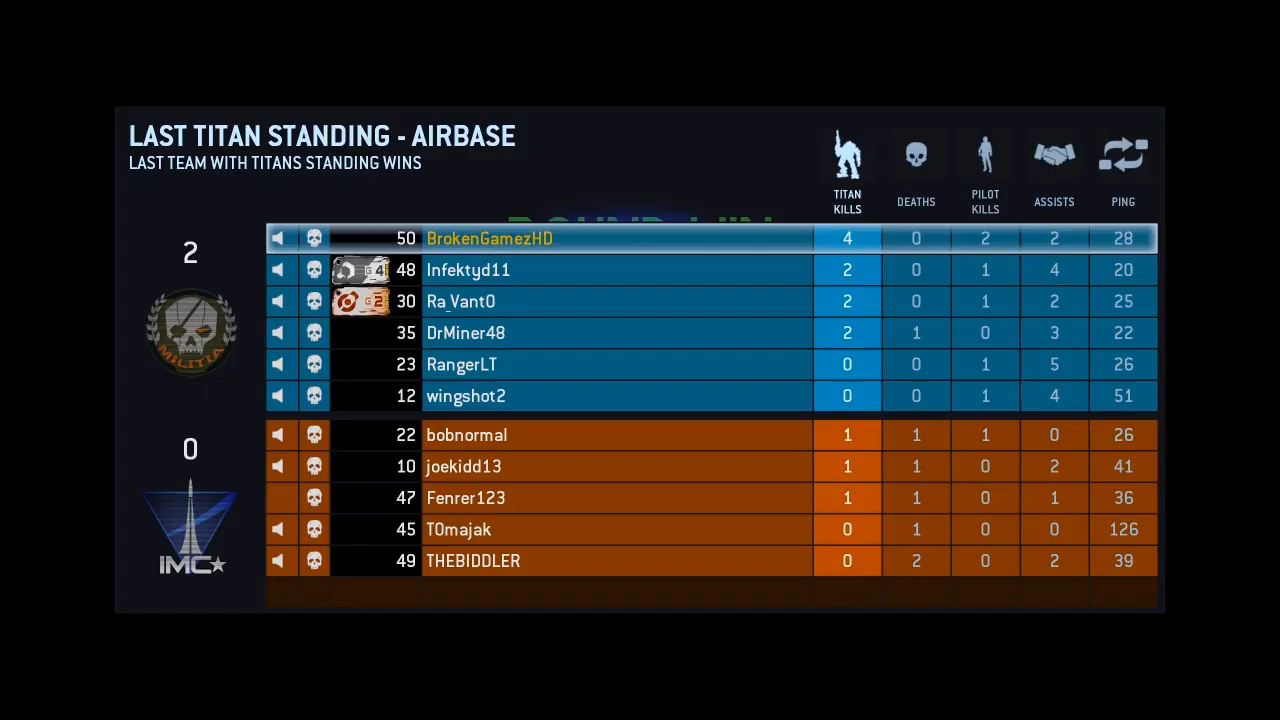 LAST TITAN STANDING - AIRBASE
LAST TEAM WITH TITANS STANDING WINS
TITAN KILLS DEATHS PILOT KILLS ASSISTS PING
2
MILITIA
50 BrokenGamezHD 4 0 2 2 28
G4 48 Infektyd11 2 0 1 4 20
G2 30 Ra_Vant0 2 0 1 2 25
35 DrMiner48 2 1 0 3 22
23 RangerLT 0 0 1 5 26
12 wingshot2 0 0 1 4 51
0
IMC
22 bobnormal 1 1 1 0 26
10 joekidd13 1 1 0 2 41
47 Fenrer123 1 1 0 1 36
45 T0majak 0 1 0 0 126
49 THEBIDDLER 0 2 0 2 39